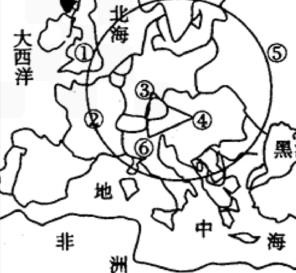 北海
大西洋
①
②
③
④
⑤
⑥
黑
地
中
海
非
洲